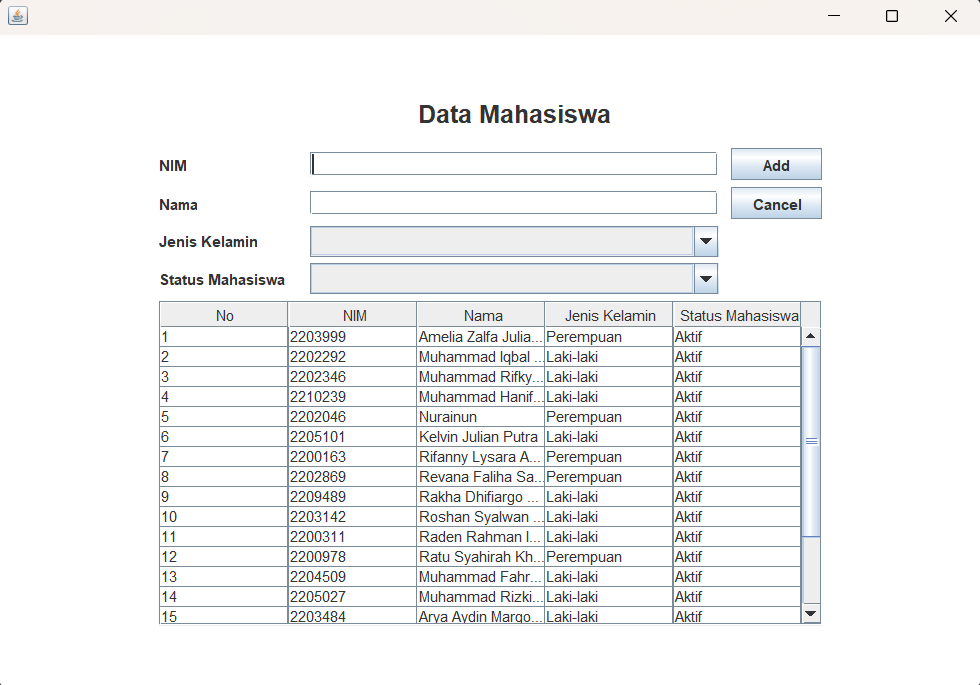 Data Mahasiswa
NIM
Add
Nama
Cancel
Jenis Kelamin
Status Mahasiswa
No NIM Nama Jenis Kelamin Status Mahasiswa
1 2203999 Amelia Zalfa Julia... Perempuan Aktif
2 2202292 Muhammad Iqbal ... Laki-laki Aktif
3 2202346 Muhammad Rifky... Laki-laki Aktif
4 2210239 Muhammad Hanif... Laki-laki Aktif
5 2202046 Nurainun Perempuan Aktif
6 2205101 Kelvin Julian Putra Laki-laki Aktif
7 2200163 Rifanny Lysara A... Perempuan Aktif
8 2202869 Revana Faliha Sa... Perempuan Aktif
9 2209489 Rakha Dhifiargo ... Laki-laki Aktif
10 2203142 Roshan Syalwan ... Laki-laki Aktif
11 2200311 Raden Rahman I... Laki-laki Aktif
12 2200978 Ratu Syahirah Kh... Perempuan Aktif
13 2204509 Muhammad Fahr... Laki-laki Aktif
14 2205027 Muhammad Rizki... Laki-laki Aktif
15 2203484 Arya Aydin Margo... Laki-laki Aktif